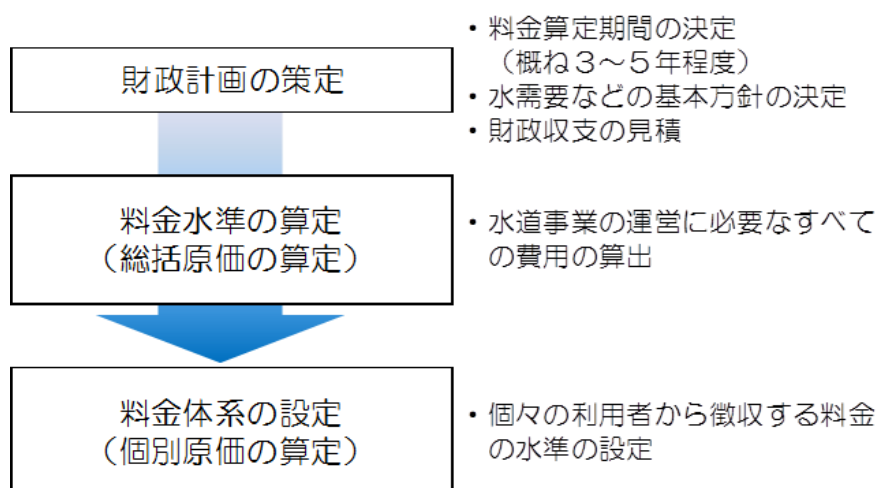 財政計画の策定
・料金算定期間の決定
（概ね３～５年程度）
・水需要などの基本方針の決定
・財政収支の見積
料金水準の算定
（総括原価の算定）
・水道事業の運営に必要なすべて
の費用の算出
料金体系の設定
（個別原価の算定）
・個々の利用者から徴収する料金
の水準の設定